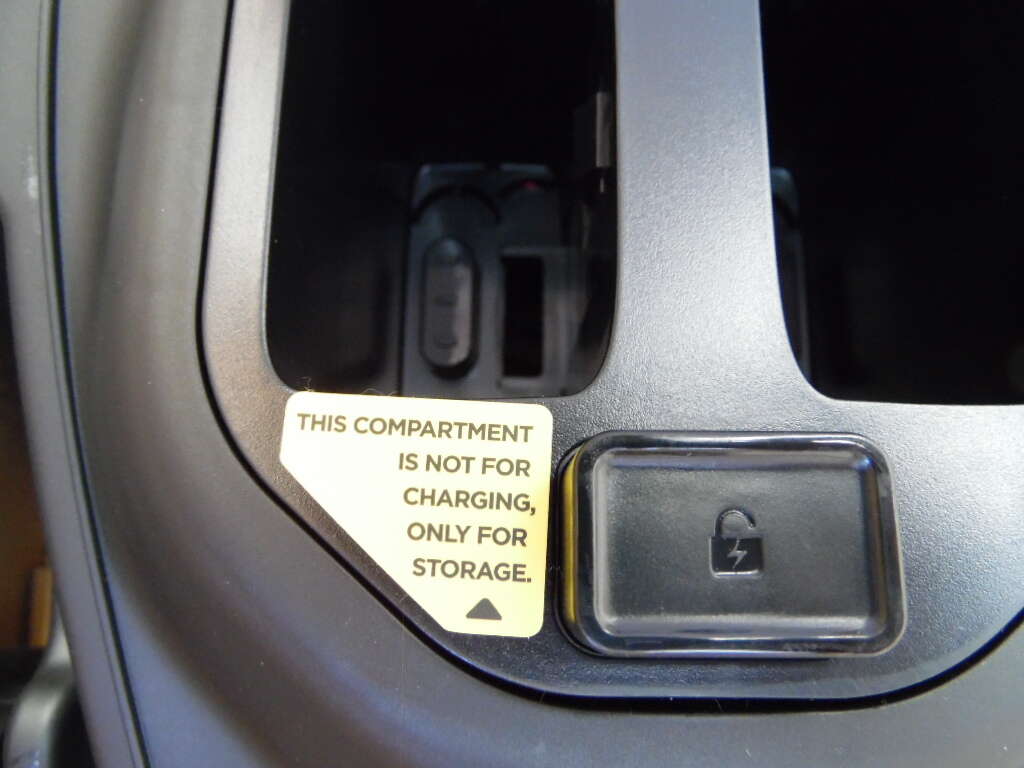 THIS COMPARTMENT
IS NOT FOR
CHARGING,
ONLY FOR
STORAGE.